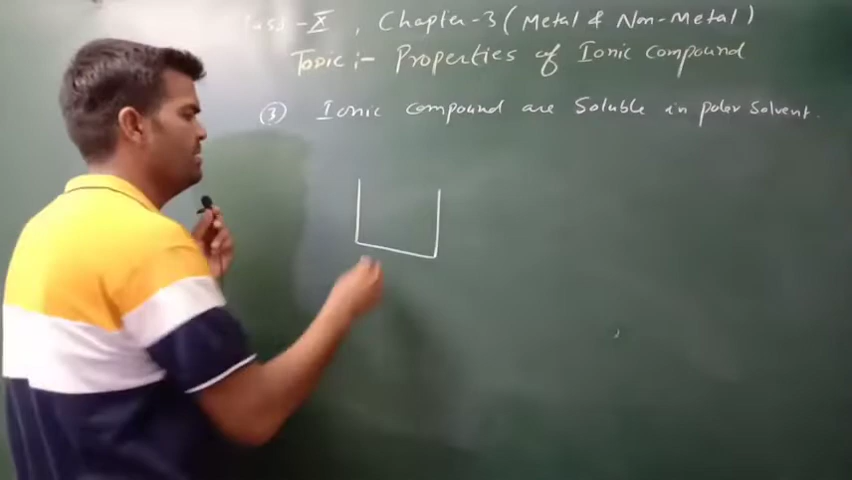 - X , Chapter-3 ( Metal & Non-Metal )
Topic :- Properties of Ionic compound
③ Ionic compound are soluble in polar solvent.